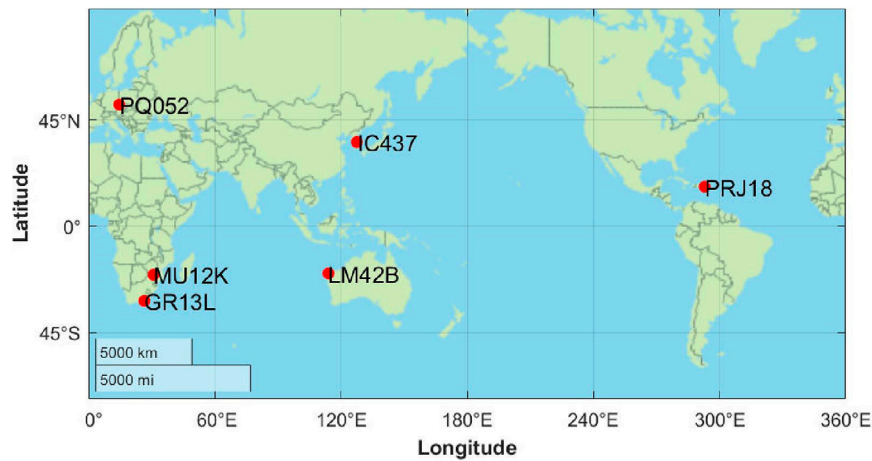 PQ052
45°N
IC437
PRJ18
Latitude
0°
MU12K
LM42B
GR13L
45°S
5000 km
5000 mi
0° 60°E 120°E 180°E 240°E 300°E 360°E
Longitude